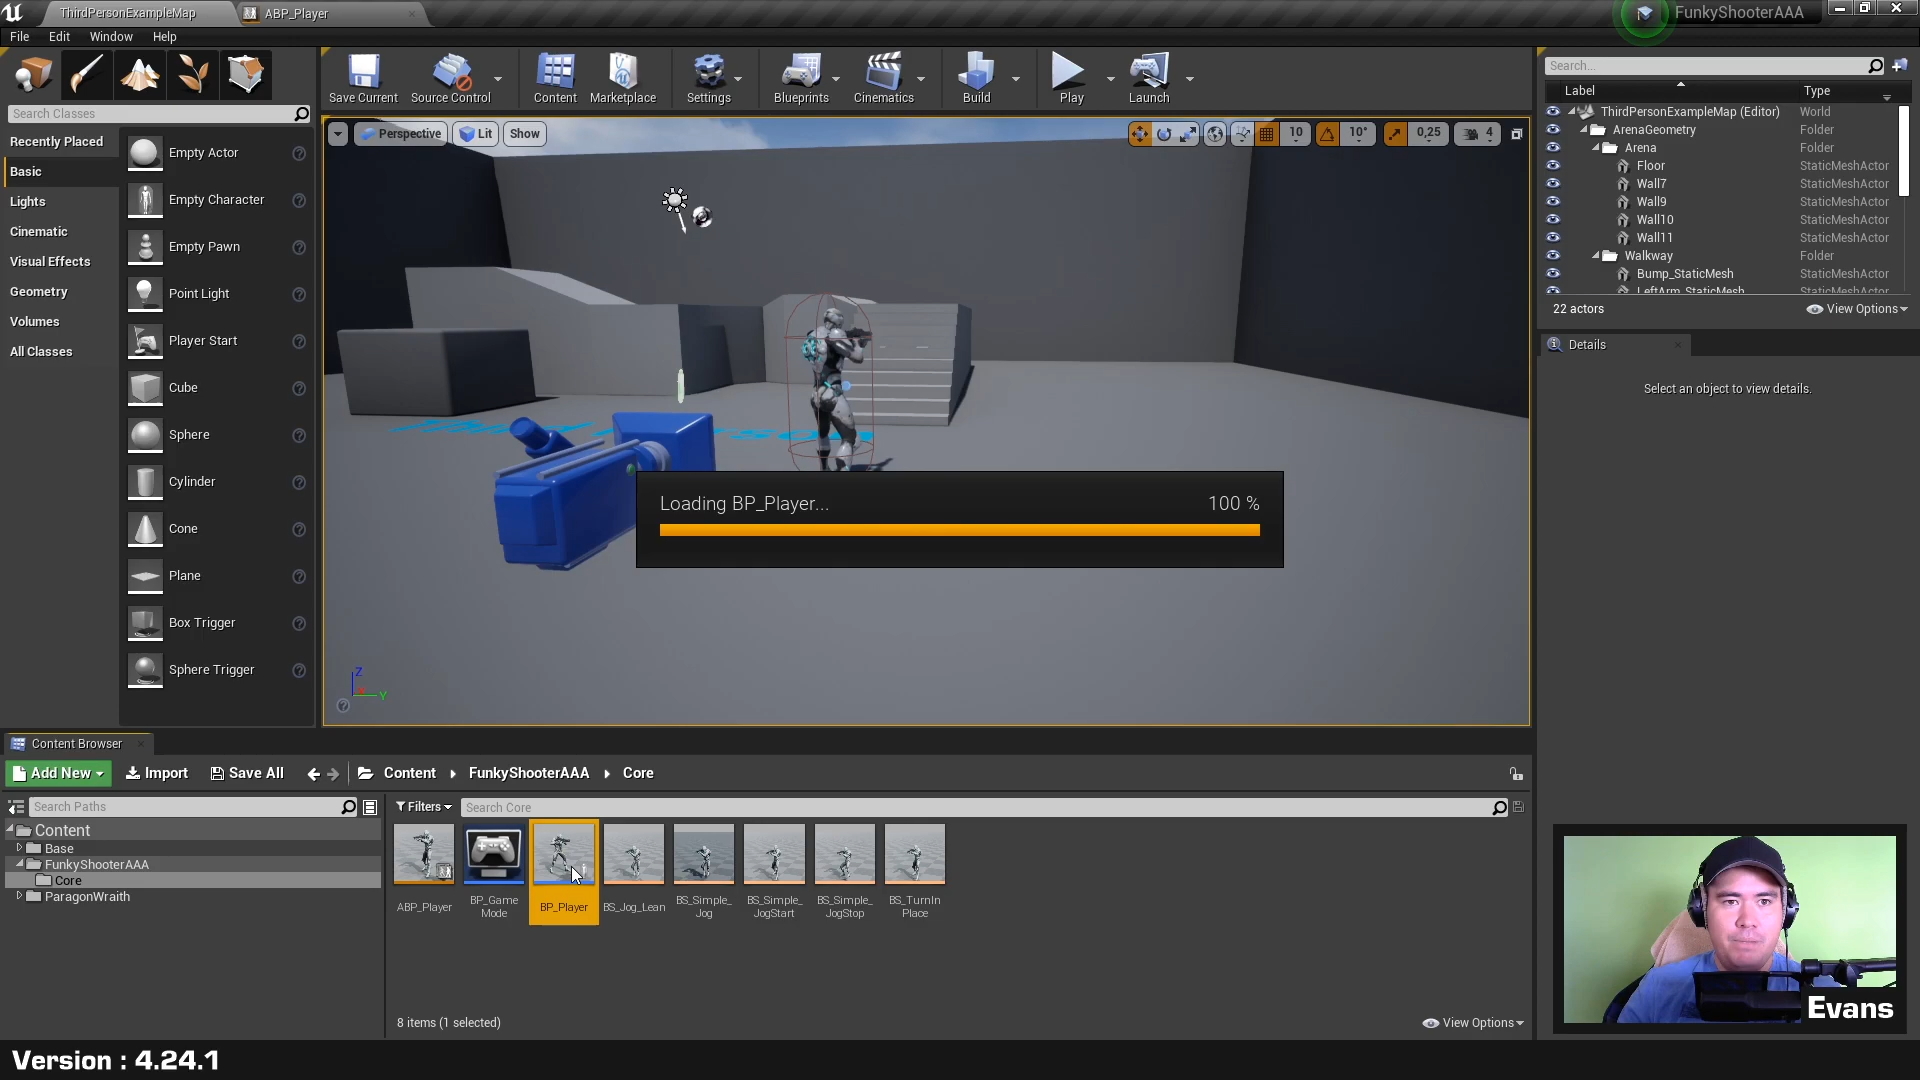 ThirdPersonExampleMap
ABP_Player
FunkyShooterAAA
File Edit Window Help
Save Current
Source Control
Content
Marketplace
Settings
Blueprints
Cinematics
Build
Play
Launch
Search Classes
Recently Placed
Basic
Lights
Cinematic
Visual Effects
Geometry
Volumes
All Classes
Empty Actor
Empty Character
Empty Pawn
Point Light
Player Start
Cube
Sphere
Cylinder
Cone
Plane
Box Trigger
Sphere Trigger
Perspective
Lit
Show
10
10°
0,25
4
Loading BP_Player... 100 %
Z
Y
Search...
Label Type
ThirdPersonExampleMap (Editor) World
ArenaGeometry Folder
Arena Folder
Floor StaticMeshActor
Wall7 StaticMeshActor
Wall9 StaticMeshActor
Wall10 StaticMeshActor
Wall11 StaticMeshActor
Walkway Folder
Bump_StaticMesh StaticMeshActor
LeftArm_StaticMesh StaticMeshActor
22 actors
View Options
Details
Select an object to view details.
Content Browser
Add New
Import
Save All
Content
FunkyShooterAAA
Core
Search Paths
Filters
Search Core
Content
Base
FunkyShooterAAA
Core
ParagonWraith
ABP_Player
BP_Game
Mode
BP_Player
BS_Jog_Lean
BS_Simple_
Jog
BS_Simple_
JogStart
BS_Simple_
JogStop
BS_TurnIn
Place
8 items (1 selected)
View Options
Evans
Version : 4.24.1